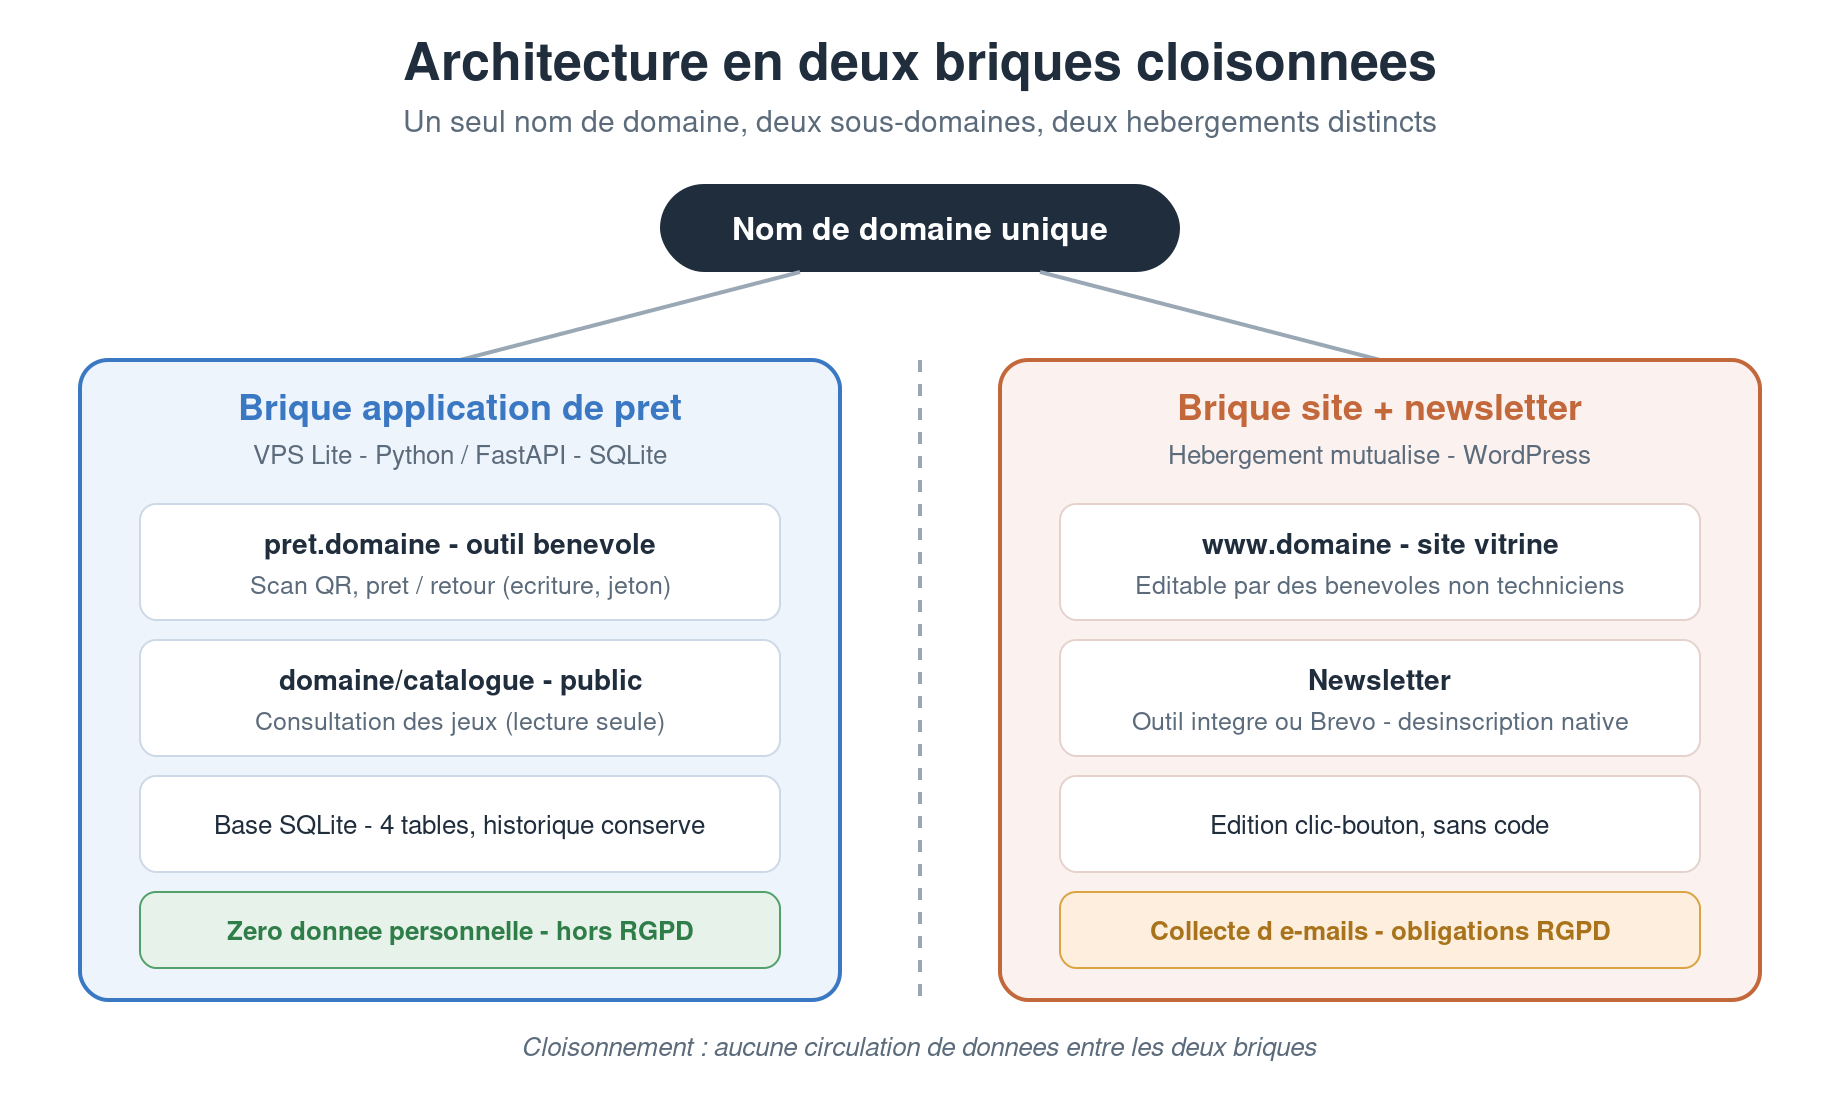 Architecture en deux briques cloisonnees
Un seul nom de domaine, deux sous-domaines, deux hebergements distincts
Nom de domaine unique
Brique application de pret
VPS Lite - Python / FastAPI - SQLite
pret.domaine - outil benevole
Scan QR, pret / retour (ecriture, jeton)
domaine/catalogue - public
Consultation des jeux (lecture seule)
Base SQLite - 4 tables, historique conserve
Zero donnee personnelle - hors RGPD
Brique site + newsletter
Hebergement mutualise - WordPress
www.domaine - site vitrine
Editable par des benevoles non techniciens
Newsletter
Outil integre ou Brevo - desinscription native
Edition clic-bouton, sans code
Collecte d e-mails - obligations RGPD
Cloisonnement : aucune circulation de donnees entre les deux briques